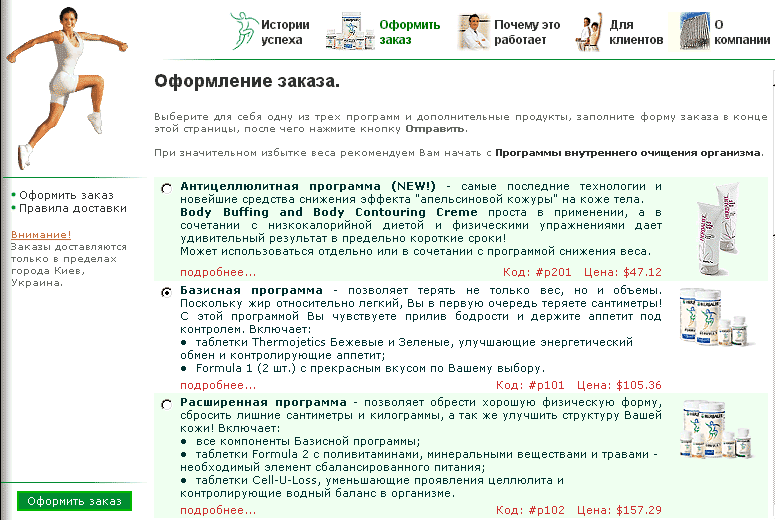 Истории
успеха
Оформить
заказ
Почему это
работает
Для
клиентов
О
компании
Оформление заказа.
Выберите для себя одну из трех программ и дополнительные продукты, заполните форму заказа в конце
этой страницы, после чего нажмите кнопку Отправить.
При значительном избытке веса рекомендуем Вам начать с Программы внутреннего очищения организма.
Оформить заказ
Правила доставки
Внимание!
Заказы доставляются
только в пределах
города Киев,
Украина.
Антицеллюлитная программа (NEW!) - самые последние технологии и
новейшие средства снижения эффекта "апельсиновой кожуры" на коже тела.
Body Buffing and Body Contouring Creme проста в применении, а в
сочетании с низкокалорийной диетой и физическими упражнениями дает
удивительный результат в предельно короткие сроки!
Может использоваться отдельно или в сочетании с программой снижения веса.
подробнее... Код: #p201 Цена: $47.12
Базисная программа - позволяет терять не только вес, но и объемы.
Поскольку жир относительно легкий, Вы в первую очередь теряете сантиметры!
С этой программой Вы чувствуете прилив бодрости и держите аппетит под
контролем. Включает:
● таблетки Thermojetics Бежевые и Зеленые, улучшающие энергетический
обмен и контролирующие аппетит;
● Formula 1 (2 шт.) с прекрасным вкусом по Вашему выбору.
подробнее... Код: #p101 Цена: $105.36
Расширенная программа - позволяет обрести хорошую физическую форму,
сбросить лишние сантиметры и килограммы, а так же улучшить структуру Вашей
кожи! Включает:
● все компоненты Базисной программы;
● таблетки Formula 2 с поливитаминами, минеральными веществами и травами -
необходимый элемент сбалансированного питания;
● таблетки Cell-U-Loss, уменьшающие проявления целлюлита и
контролирующие водный баланс в организме.
подробнее... Код: #p102 Цена: $157.29
Оформить заказ